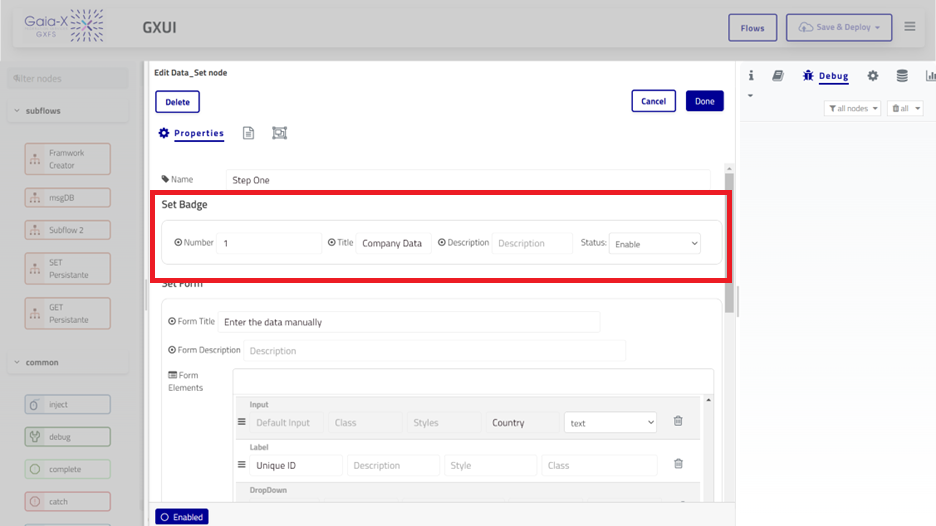 Gaia-X
GXFS
GXUI
Flows
Save & Deploy
filter nodes
subflows
Framwork
Creator
msgDB
Subflow 2
SET
Persistante
GET
Persistante
common
inject
debug
complete
catch
Edit Data_Set node
Delete
Cancel
Done
Properties
Name
Step One
Set Badge
Number
1
Title
Company Data
Description
Description
Status:
Enable
Set Form
Form Title
Enter the data manually
Form Description
Description
Form
Elements
Input
Default Input
Class
Styles
Country
text
Label
Unique ID
Description
Style
Class
DropDown
Enabled
Debug
all nodes
all